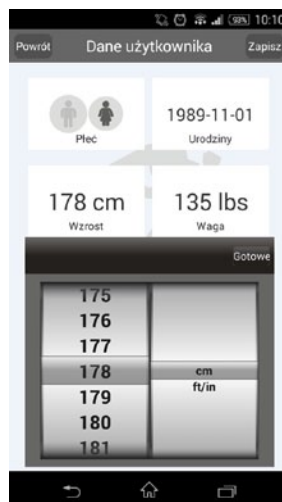 93% 10:10
Powrót Dane użytkownika Zapisz
1989-11-01
Płeć Urodziny
178 cm 135 lbs
Wzrost Waga
Gotowe
175
176
177
178 cm
179 ft/in
180
181